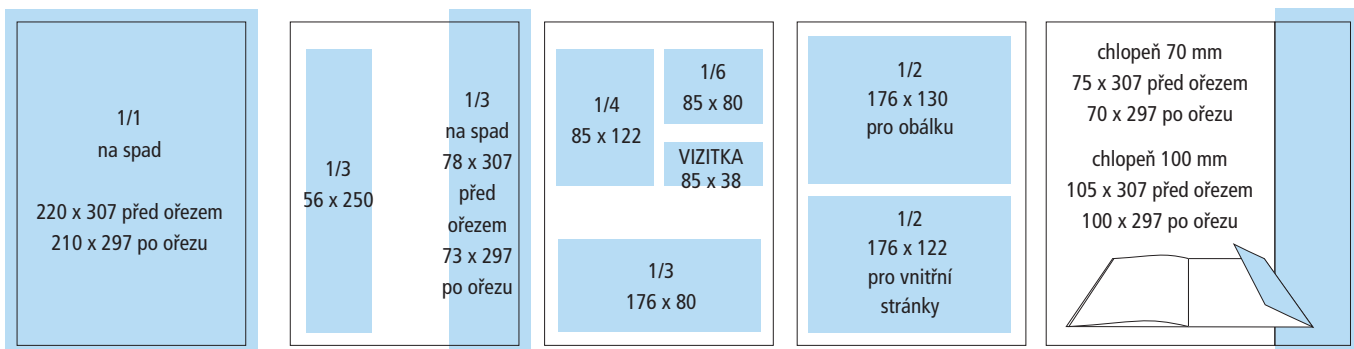 1/1
na spad
220 x 307 před ořezem
210 x 297 po ořezu
1/3
56 x 250
1/3
na spad
78 x 307
před
ořezem
73 x 297
po ořezu
1/4
85 x 122
1/6
85 x 80
VIZITKA
85 x 38
1/3
176 x 80
1/2
176 x 130
pro obálku
1/2
176 x 122
pro vnitřní
stránky
chlopeň 70 mm
75 x 307 před ořezem
70 x 297 po ořezu
chlopeň 100 mm
105 x 307 před ořezem
100 x 297 po ořezu